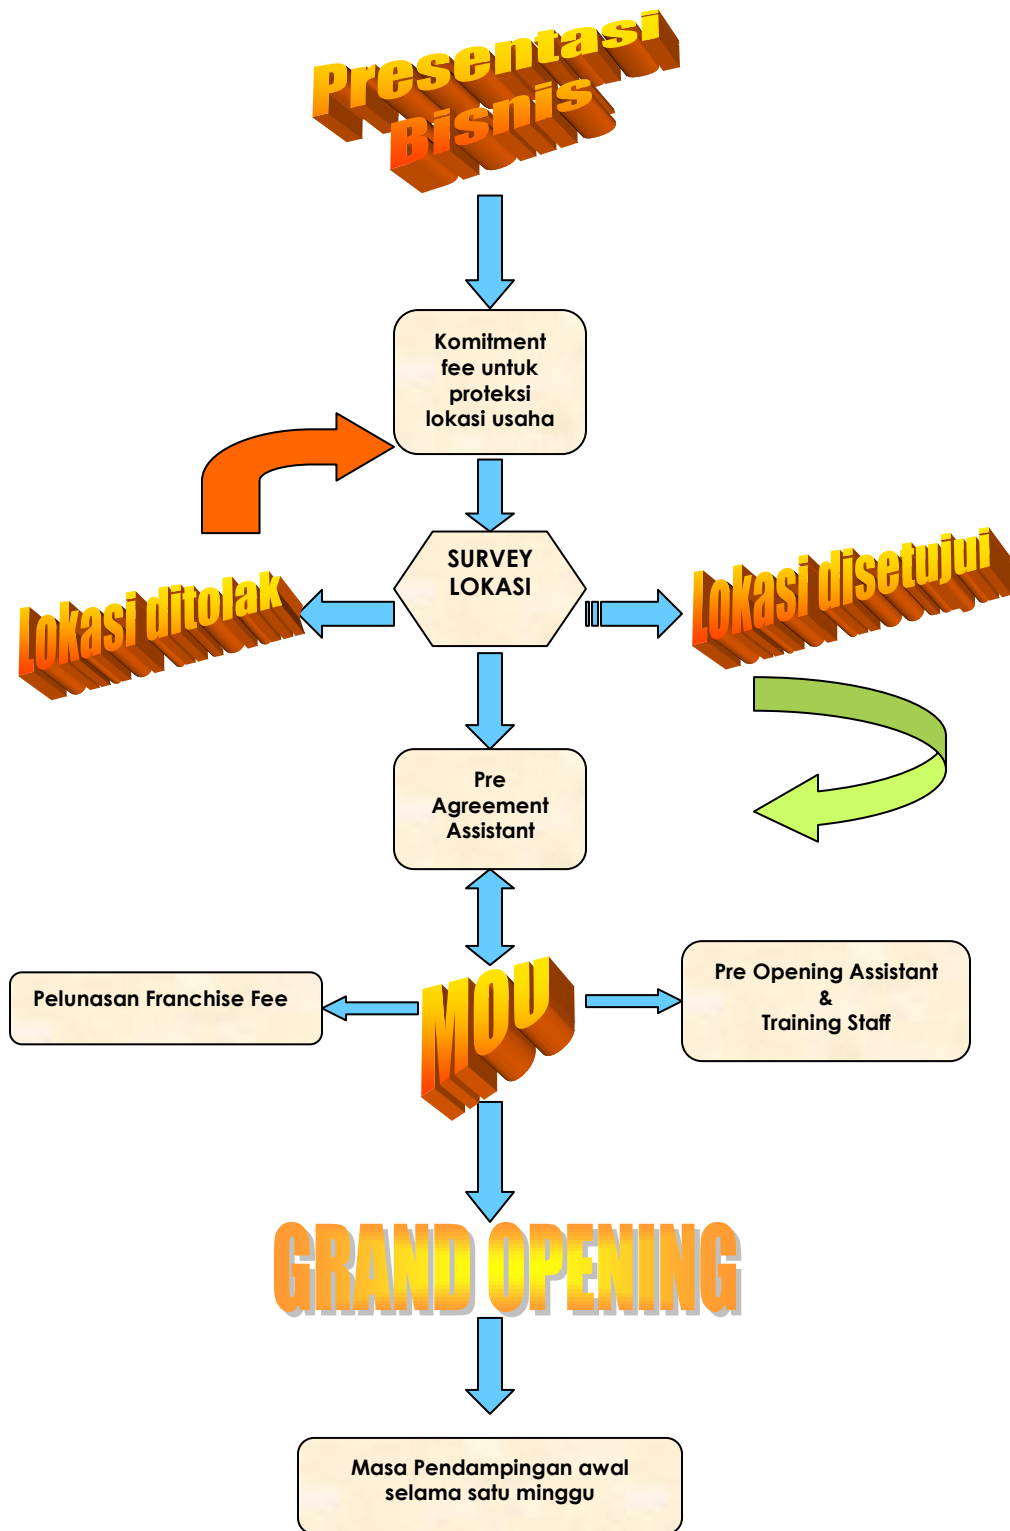 Presentasi
Bisnis
Komitment
fee untuk
proteksi
lokasi usaha
SURVEY
LOKASI
Lokasi ditolak
Lokasi disetujui
Pre
Agreement
Assistant
MOU
Pelunasan Franchise Fee
Pre Opening Assistant
&
Training Staff
GRAND OPENING
Masa Pendampingan awal
selama satu minggu